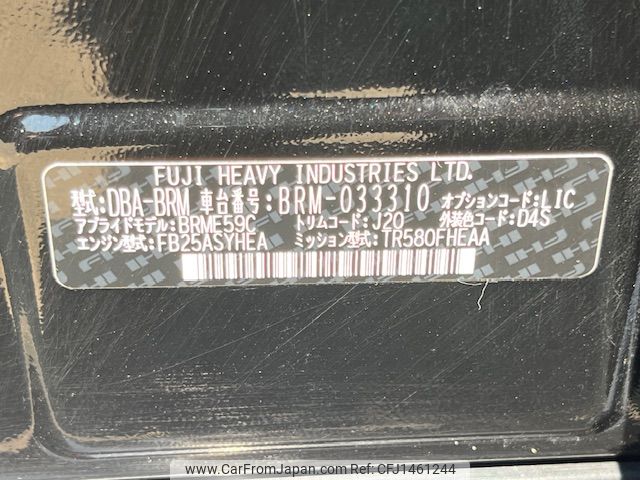 FUJI HEAVY INDUSTRIES LTD.
型式:DBA-BRM 車台番号:BRM-033310 オプションコード:LIC
アプライドモデル:BRME59C トリムコード:J20 外装色コード:D4S
エンジン型式:FB25ASYHEA ミッション型式:TR580FHEAA
www.CarFromJapan.com - CFJ1461244